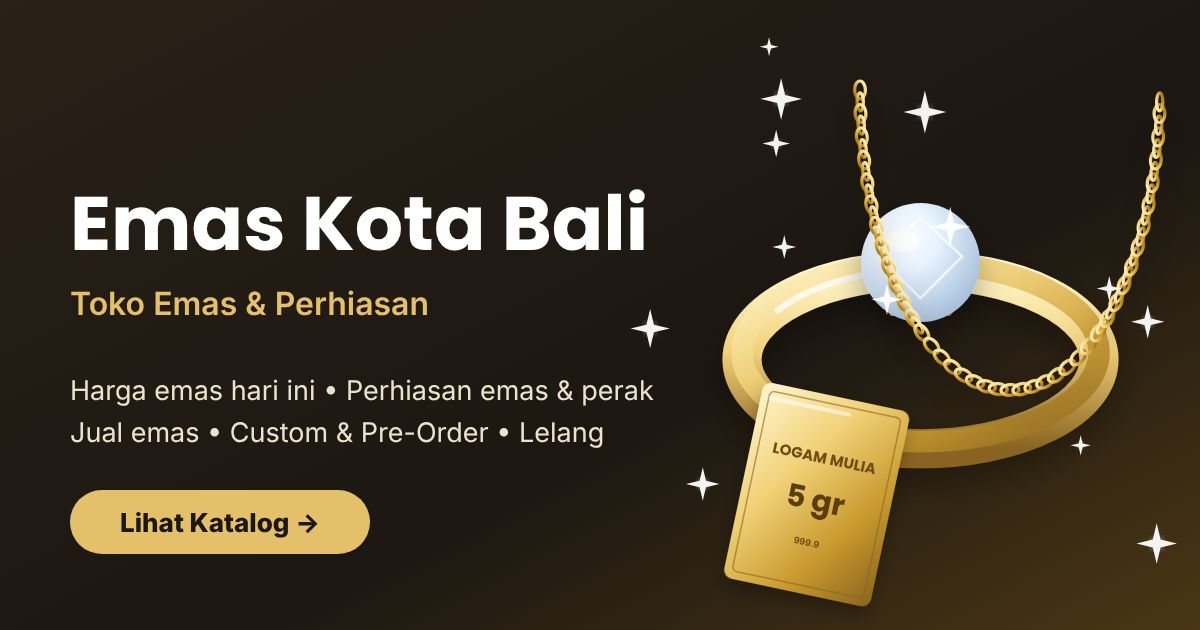 Emas Kota Bali
Toko Emas & Perhiasan
Harga emas hari ini • Perhiasan emas & perak
Jual emas • Custom & Pre-Order • Lelang
Lihat Katalog →
LOGAM MULIA
5 gr
999.9